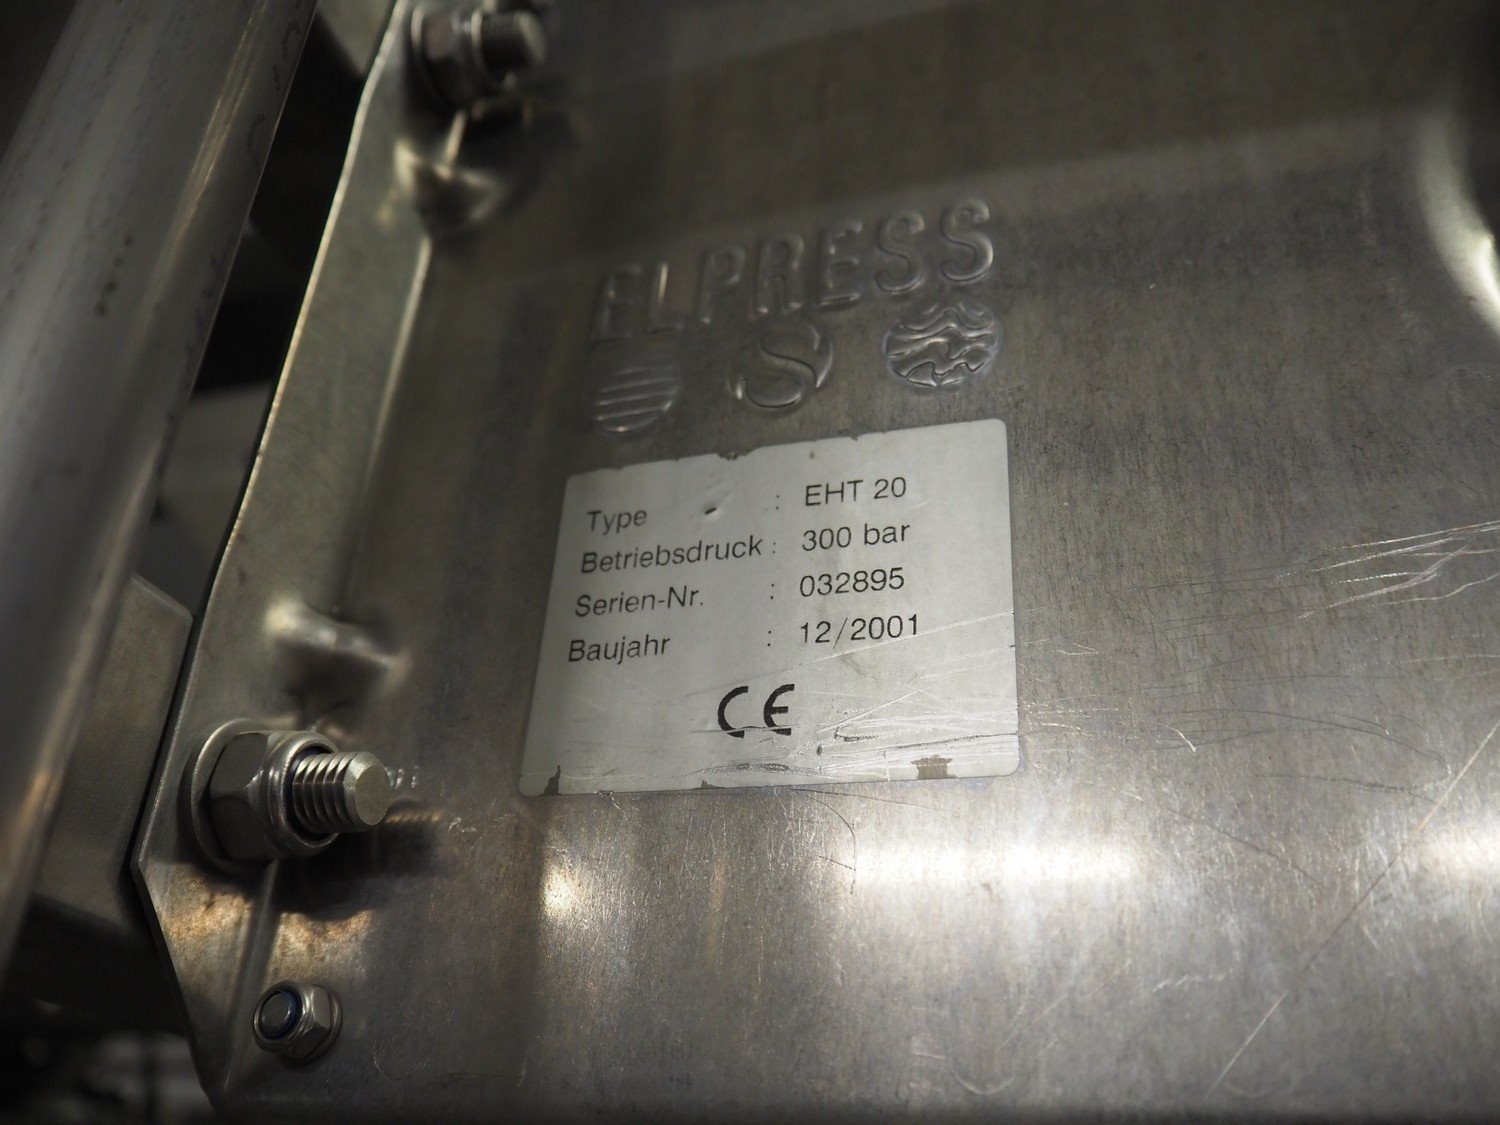 ELPRESS
S
Type : EHT 20
Betriebsdruck : 300 bar
Serien-Nr. : 032895
Baujahr : 12/2001
CE